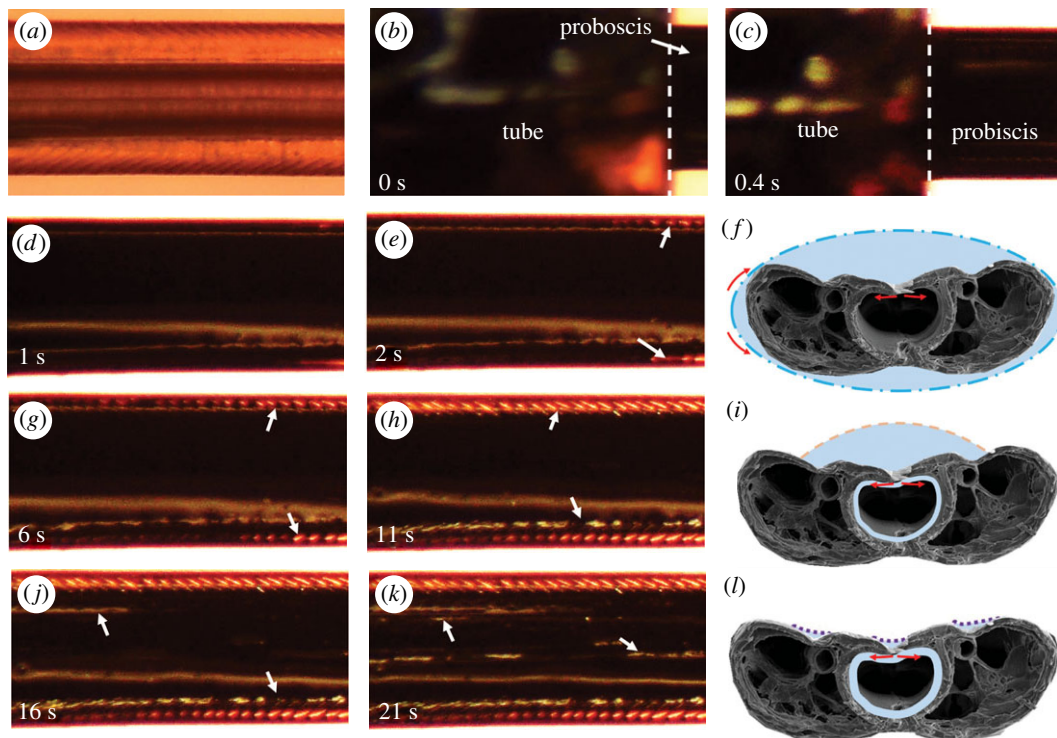 (a)
(b)
proboscis
tube
0 s
(c)
tube
probiscis
0.4 s
(d)
1 s
(e)
2 s
(f)
(g)
6 s
(h)
11 s
(i)
(j)
16 s
(k)
21 s
(l)